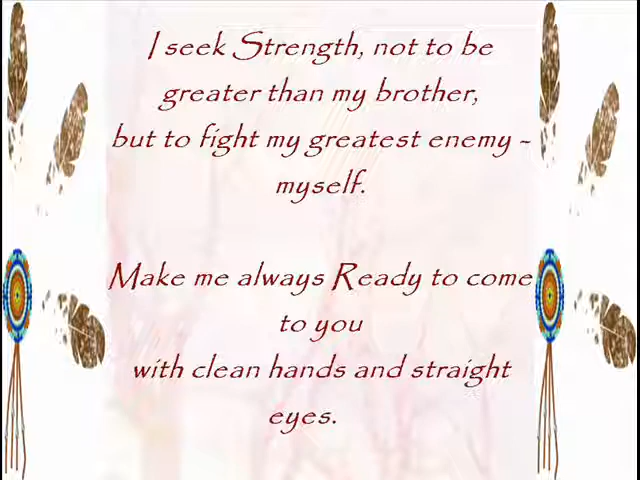 I seek Strength, not to be
greater than my brother,
but to fight my greatest enemy -
myself.
Make me always Ready to come
to you
with clean hands and straight
eyes.